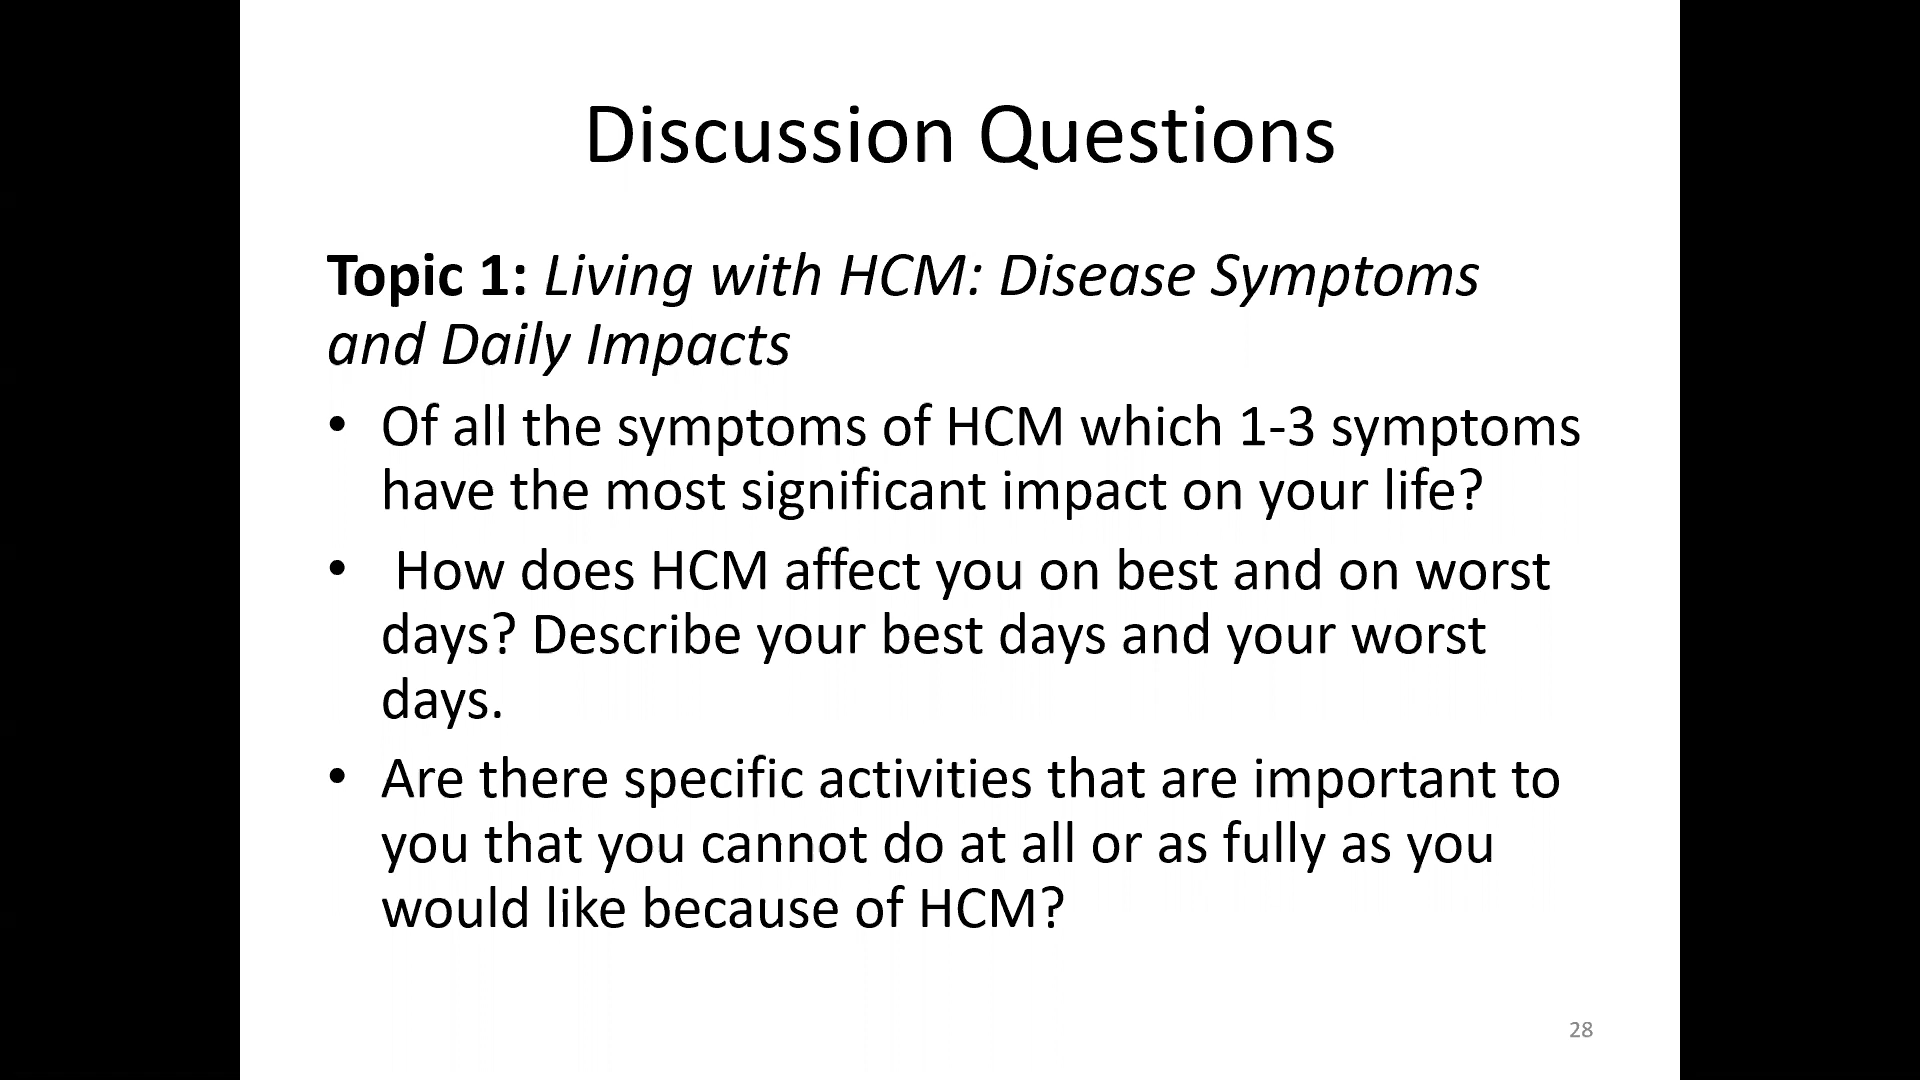 Discussion Questions
Topic 1: Living with HCM: Disease Symptoms
and Daily Impacts
• Of all the symptoms of HCM which 1-3 symptoms
have the most significant impact on your life?
• How does HCM affect you on best and on worst
days? Describe your best days and your worst
days.
• Are there specific activities that are important to
you that you cannot do at all or as fully as you
would like because of HCM?
28